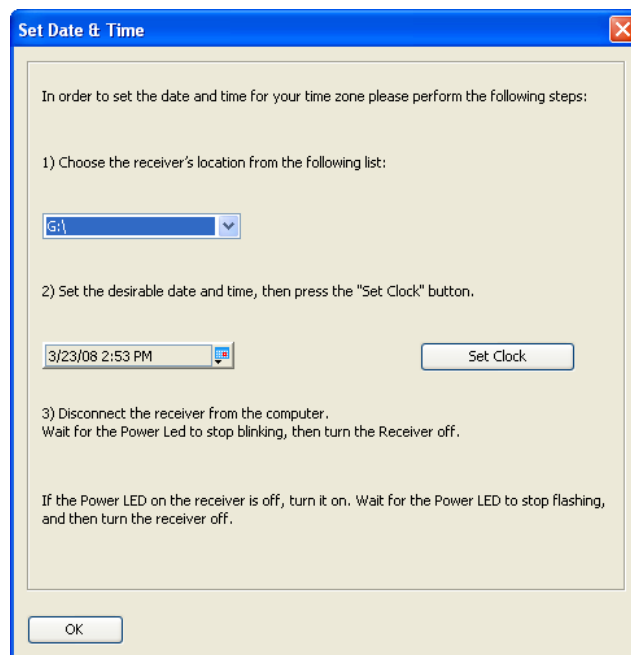 Set Date & Time
In order to set the date and time for your time zone please perform the following steps:
1) Choose the receiver's location from the following list:
G:\
2) Set the desirable date and time, then press the "Set Clock" button.
3/23/08 2:53 PM
Set Clock
3) Disconnect the receiver from the computer.
Wait for the Power Led to stop blinking, then turn the Receiver off.
If the Power LED on the receiver is off, turn it on. Wait for the Power LED to stop flashing,
and then turn the receiver off.
OK